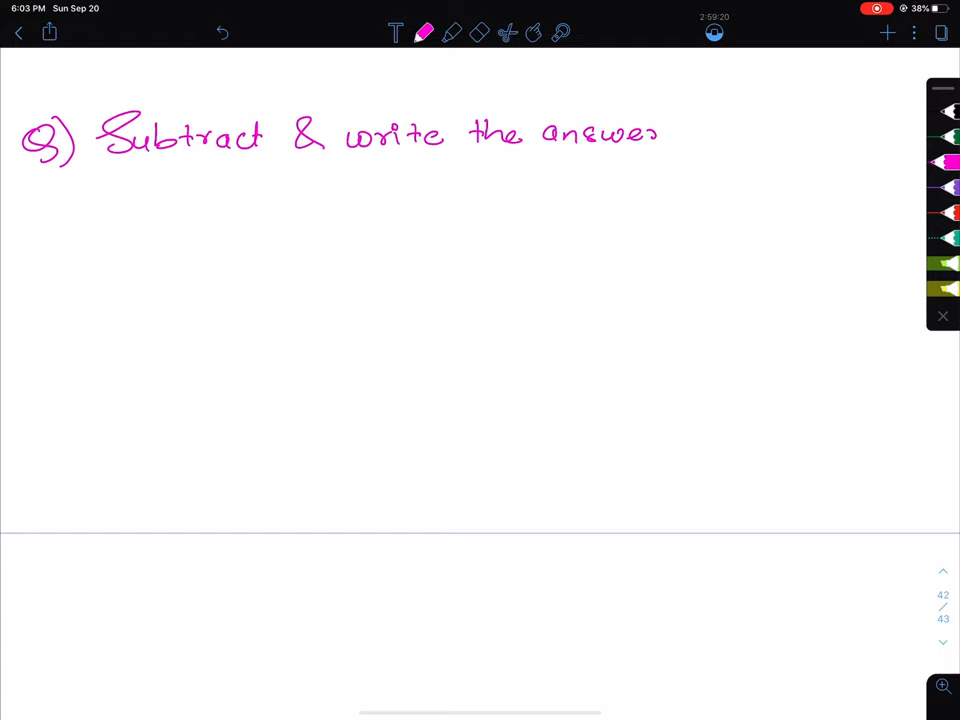 6:03 PM Sun Sep 20
2:59:20
38%
Q) Subtract & write the answer
42
/
43